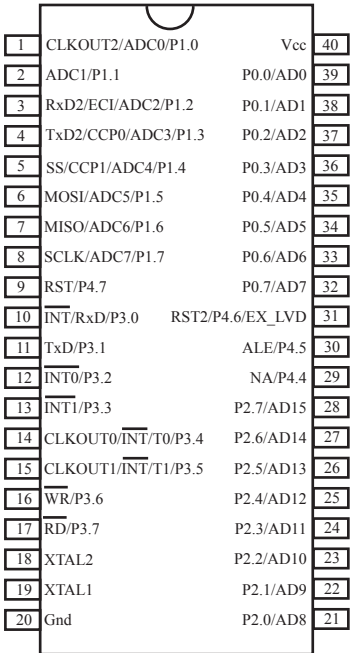 1 CLKOUT2/ADC0/P1.0 Vcc 40
2 ADC1/P1.1 P0.0/AD0 39
3 RxD2/ECI/ADC2/P1.2 P0.1/AD1 38
4 TxD2/CCP0/ADC3/P1.3 P0.2/AD2 37
5 SS/CCP1/ADC4/P1.4 P0.3/AD3 36
6 MOSI/ADC5/P1.5 P0.4/AD4 35
7 MISO/ADC6/P1.6 P0.5/AD5 34
8 SCLK/ADC7/P1.7 P0.6/AD6 33
9 RST/P4.7 P0.7/AD7 32
10 INT/RxD/P3.0 RST2/P4.6/EX_LVD 31
11 TxD/P3.1 ALE/P4.5 30
12 INT0/P3.2 NA/P4.4 29
13 INT1/P3.3 P2.7/AD15 28
14 CLKOUT0/INT/T0/P3.4 P2.6/AD14 27
15 CLKOUT1/INT/T1/P3.5 P2.5/AD13 26
16 WR/P3.6 P2.4/AD12 25
17 RD/P3.7 P2.3/AD11 24
18 XTAL2 P2.2/AD10 23
19 XTAL1 P2.1/AD9 22
20 Gnd P2.0/AD8 21